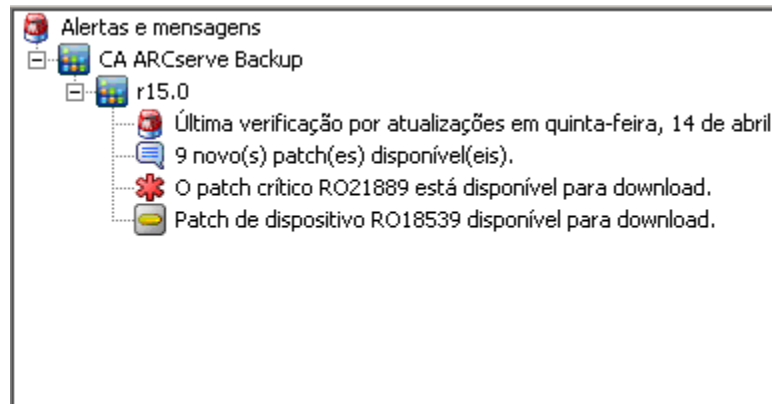 Alertas e mensagens
CA ARCserve Backup
r15.0
Última verificação por atualizações em quinta-feira, 14 de abril
9 novo(s) patch(es) disponível(eis).
O patch crítico RO21889 está disponível para download.
Patch de dispositivo RO18539 disponível para download.